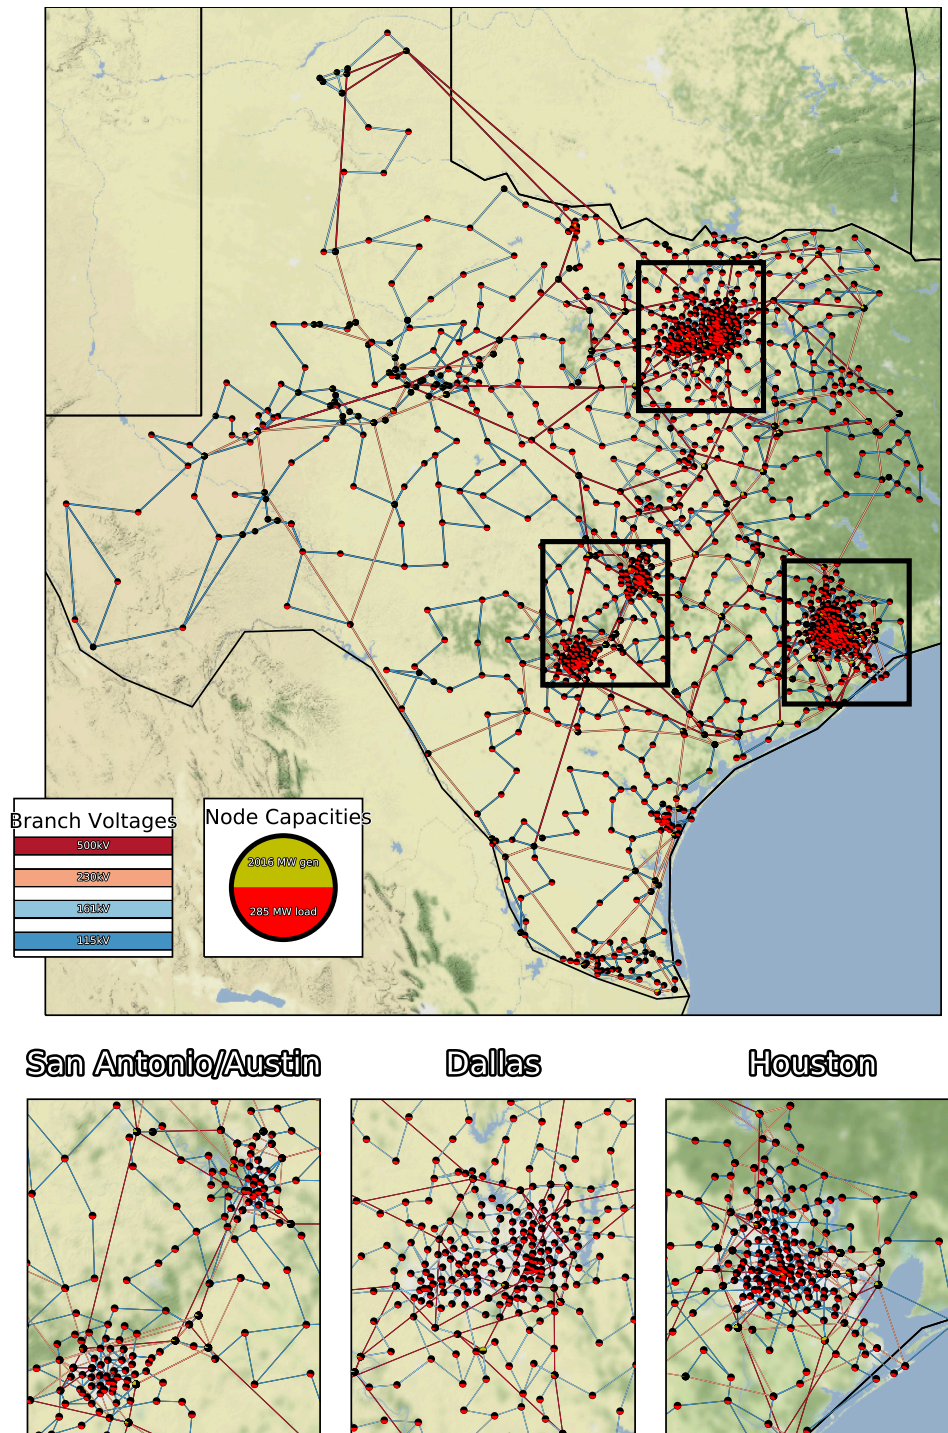 Branch Voltages
500kV
230kV
161kV
115kV
Node Capacities
2016 MW gen
285 MW load
San Antonio/Austin
Dallas
Houston